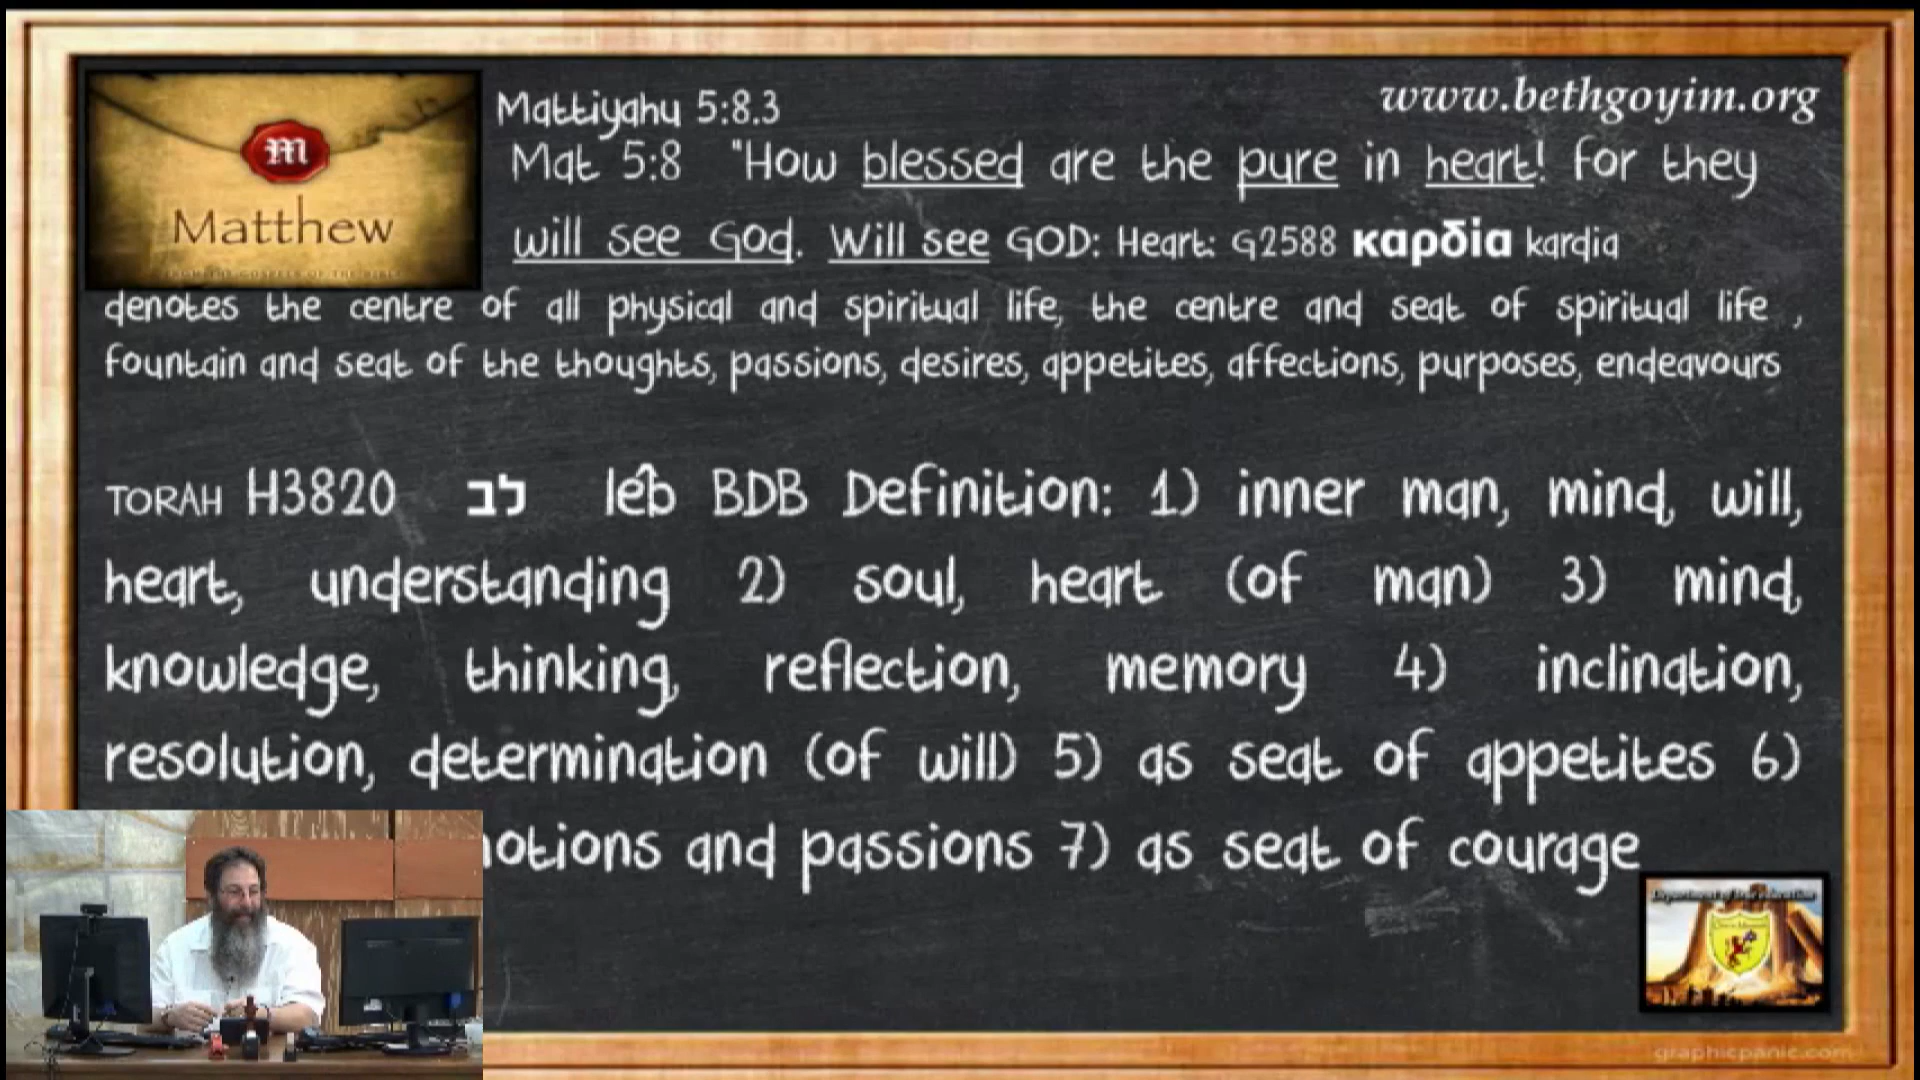 www.bethgoyim.org
m
Matthew
Mattiyahu 5:8.3
Mat 5:8 "How blessed are the pure in heart! for they
will see God. Will see GOD: Heart: G2588 καρδία kardia
denotes the centre of all physical and spiritual life, the centre and seat of spiritual life ,
fountain and seat of the thoughts, passions, desires, appetites, affections, purposes, endeavours
TORAH H3820 לב lêb BDB Definition: 1) inner man, mind, will,
heart, understanding 2) soul, heart (of man) 3) mind,
knowledge, thinking, reflection, memory 4) inclination,
resolution, determination (of will) 5) as seat of appetites 6)
notions and passions 7) as seat of courage
graphicpanic.com